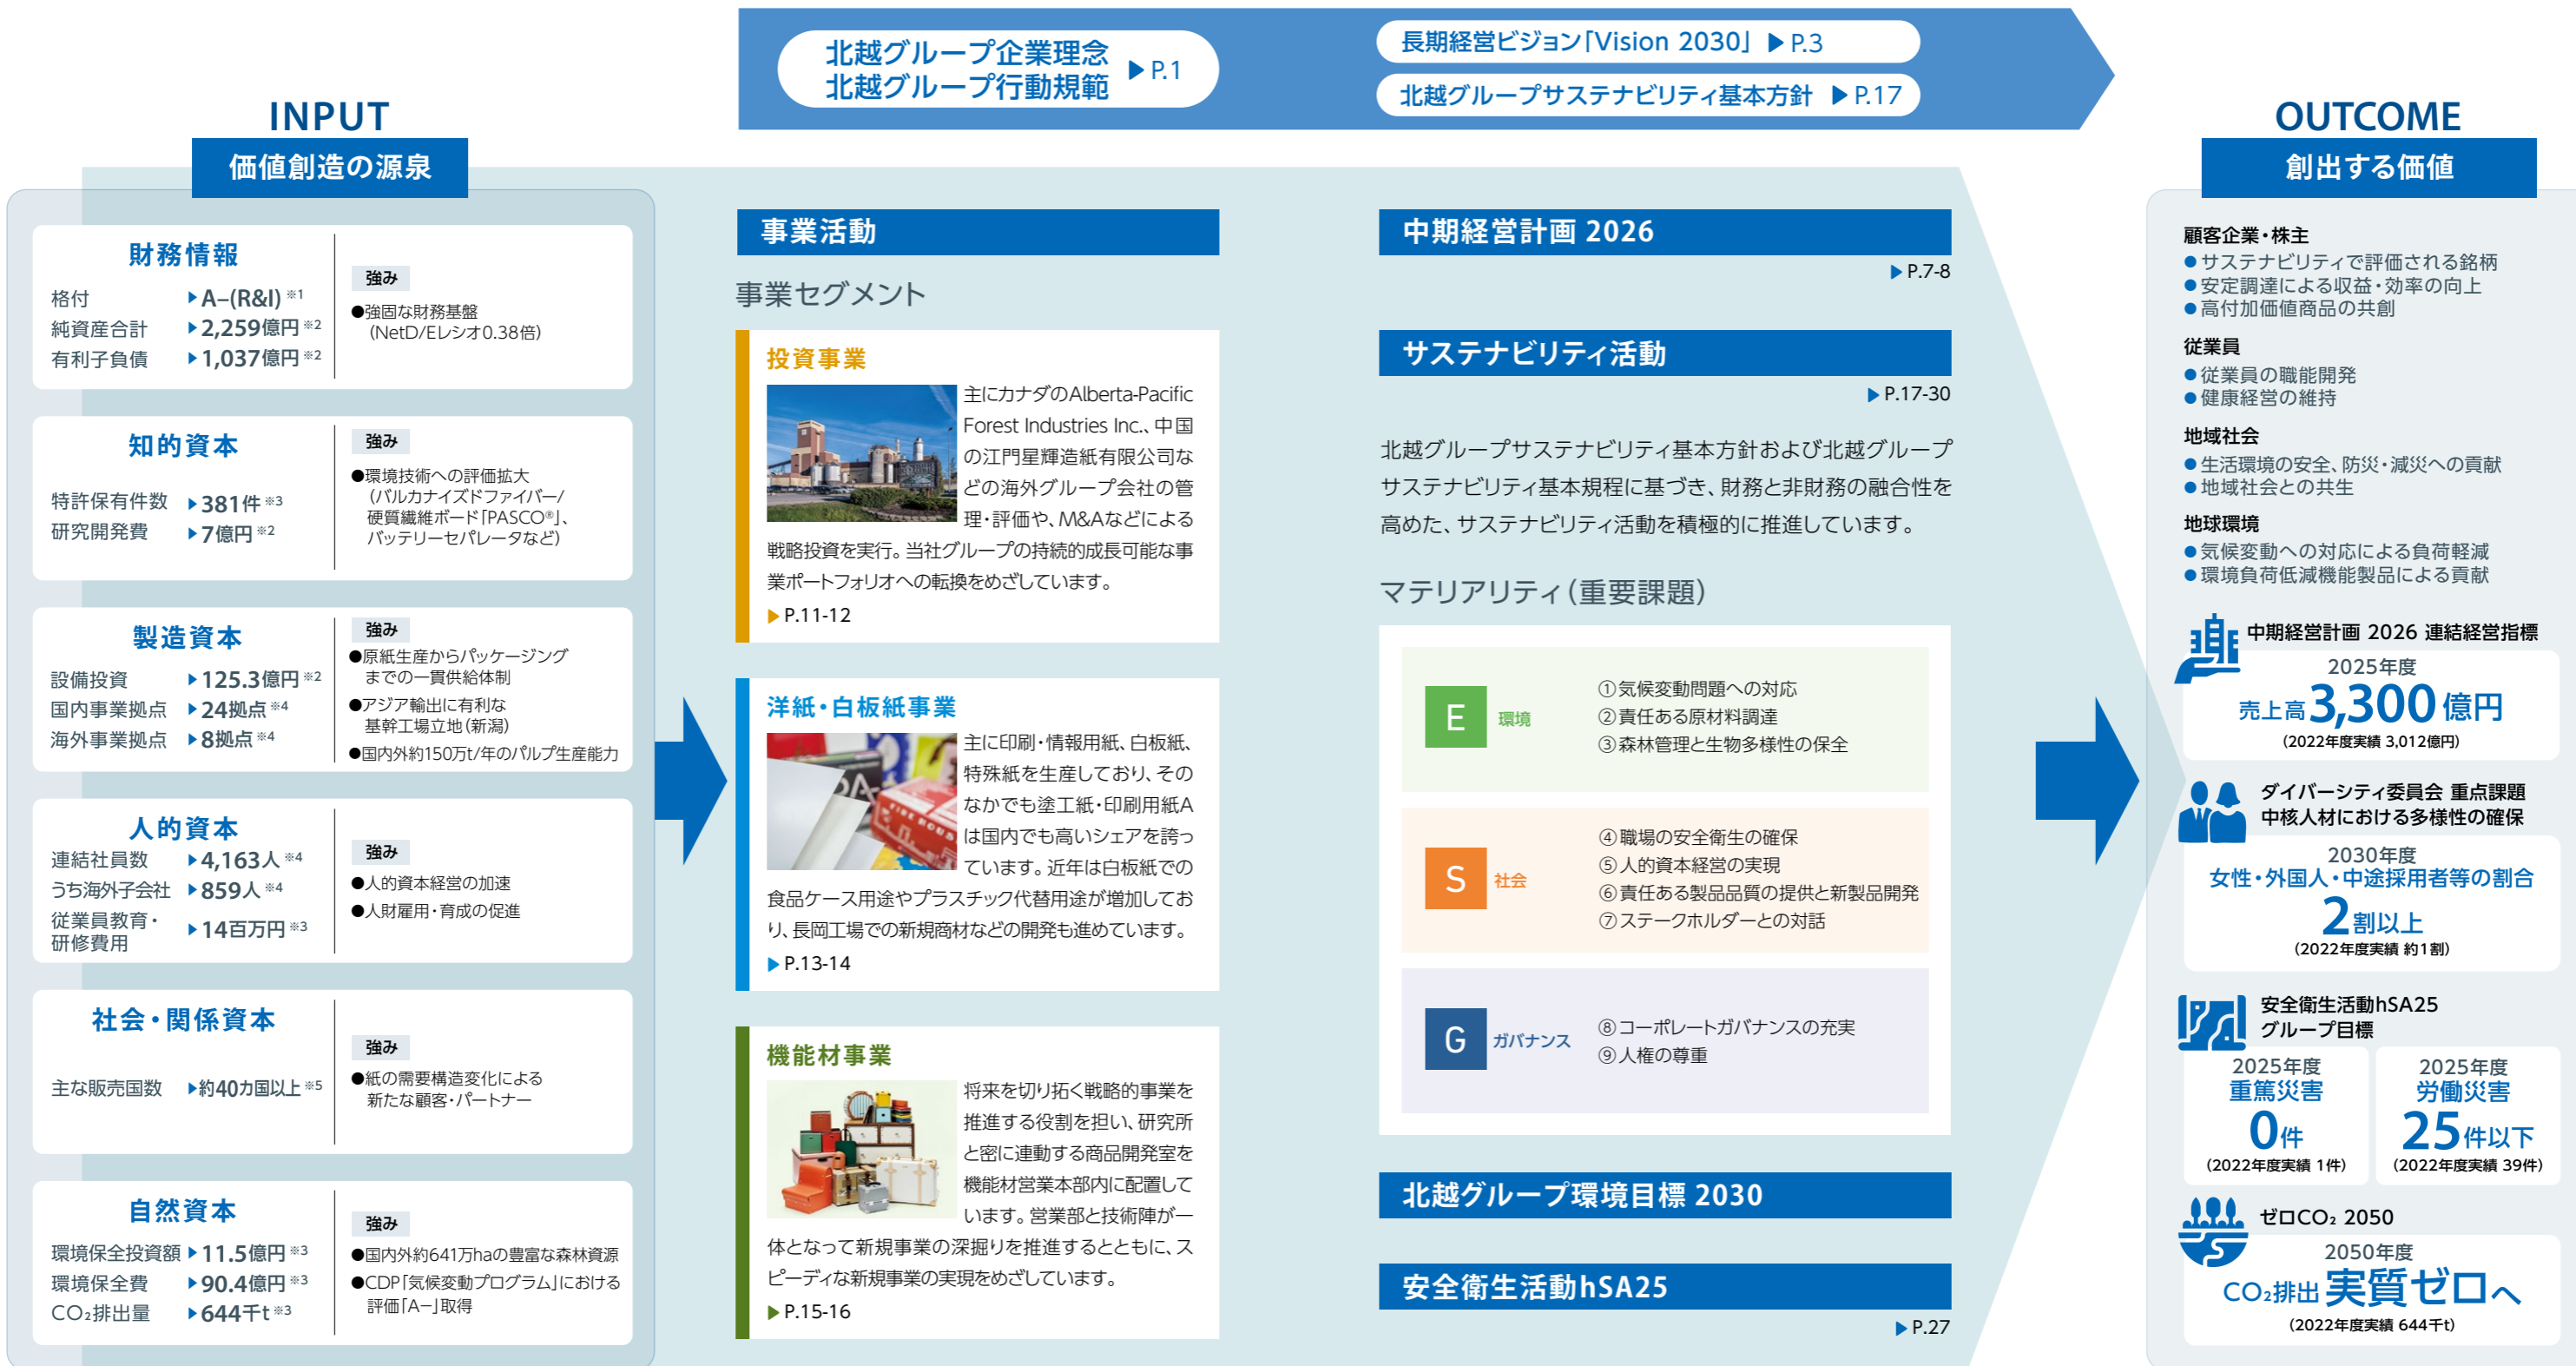 北越グループ企業理念
北越グループ行動規範
▶P.1
長期経営ビジョン「Vision 2030」 ▶P.3
北越グループサステナビリティ基本方針 ▶P.17
INPUT
価値創造の源泉
財務情報
格付 ▶A−(R&I) ※1
純資産合計 ▶2,259億円 ※2
有利子負債 ▶1,037億円 ※2
強み
●強固な財務基盤
(NetD/Eレシオ0.38倍)
知的資本
特許保有件数 ▶381件 ※3
研究開発費 ▶7億円 ※2
強み
●環境技術への評価拡大
(バルカナイズドファイバー/
硬質繊維ボード「PASCO®」、
バッテリーセパレータなど)
製造資本
設備投資 ▶125.3億円 ※2
国内事業拠点 ▶24拠点 ※4
海外事業拠点 ▶8拠点 ※4
強み
●原紙生産からパッケージング
までの一貫供給体制
●アジア輸出に有利な
基幹工場立地(新潟)
●国内外約150万t/年のパルプ生産能力
人的資本
連結社員数 ▶4,163人 ※4
うち海外子会社 ▶859人 ※4
従業員教育・
研修費用 ▶14百万円 ※3
強み
●人的資本経営の加速
●人財雇用・育成の促進
社会・関係資本
主な販売国数 ▶約40カ国以上 ※5
強み
●紙の需要構造変化による
新たな顧客・パートナー
自然資本
環境保全投資額 ▶11.5億円 ※3
環境保全費 ▶90.4億円 ※3
CO₂排出量 ▶644千t ※3
強み
●国内外約641万haの豊富な森林資源
●CDP「気候変動プログラム」における
評価「A−」取得
事業活動
事業セグメント
投資事業
主にカナダのAlberta-Pacific
Forest Industries Inc.、中国
の江門星輝造紙有限公司な
どの海外グループ会社の管
理・評価や、M&Aなどによる
戦略投資を実行。当社グループの持続的成長可能な事
業ポートフォリオへの転換をめざしています。
▶P.11-12
洋紙・白板紙事業
主に印刷・情報用紙、白板紙、
特殊紙を生産しており、その
なかでも塗工紙・印刷用紙A
は国内でも高いシェアを誇っ
ています。近年は白板紙での
食品ケース用途やプラスチック代替用途が増加してお
り、長岡工場での新規商材などの開発も進めています。
▶P.13-14
機能材事業
将来を切り拓く戦略的事業を
推進する役割を担い、研究所
と密に連動する商品開発室を
機能材営業本部内に配置して
います。営業部と技術陣が一
体となって新規事業の深掘りを推進するとともに、ス
ピーディな新規事業の実現をめざしています。
▶P.15-16
中期経営計画 2026
▶P.7-8
サステナビリティ活動
▶P.17-30
北越グループサステナビリティ基本方針および北越グループ
サステナビリティ基本規程に基づき、財務と非財務の融合性を
高めた、サステナビリティ活動を積極的に推進しています。
マテリアリティ(重要課題)
E 環境
①気候変動問題への対応
②責任ある原材料調達
③森林管理と生物多様性の保全
S 社会
④職場の安全衛生の確保
⑤人的資本経営の実現
⑥責任ある製品品質の提供と新製品開発
⑦ステークホルダーとの対話
G ガバナンス
⑧コーポレートガバナンスの充実
⑨人権の尊重
北越グループ環境目標 2030
安全衛生活動hSA25
▶P.27
OUTCOME
創出する価値
顧客企業・株主
●サステナビリティで評価される銘柄
●安定調達による収益・効率の向上
●高付加価値商品の共創
従業員
●従業員の職能開発
●健康経営の維持
地域社会
●生活環境の安全、防災・減災への貢献
●地域社会との共生
地球環境
●気候変動への対応による負荷軽減
●環境負荷低減機能製品による貢献
中期経営計画 2026 連結経営指標
2025年度
売上高3,300億円
(2022年度実績 3,012億円)
ダイバーシティ委員会 重点課題
中核人材における多様性の確保
2030年度
女性・外国人・中途採用者等の割合
2割以上
(2022年度実績 約1割)
安全衛生活動hSA25
グループ目標
2025年度
重篤災害
0件
(2022年度実績 1件)
2025年度
労働災害
25件以下
(2022年度実績 39件)
ゼロCO₂ 2050
2050年度
CO₂排出 実質ゼロへ
(2022年度実績 644千t)